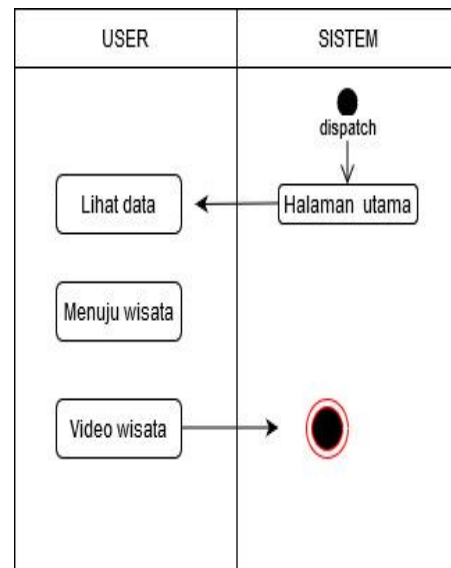 USER
SISTEM
dispatch
Lihat data
Halaman utama
Menuju wisata
Video wisata